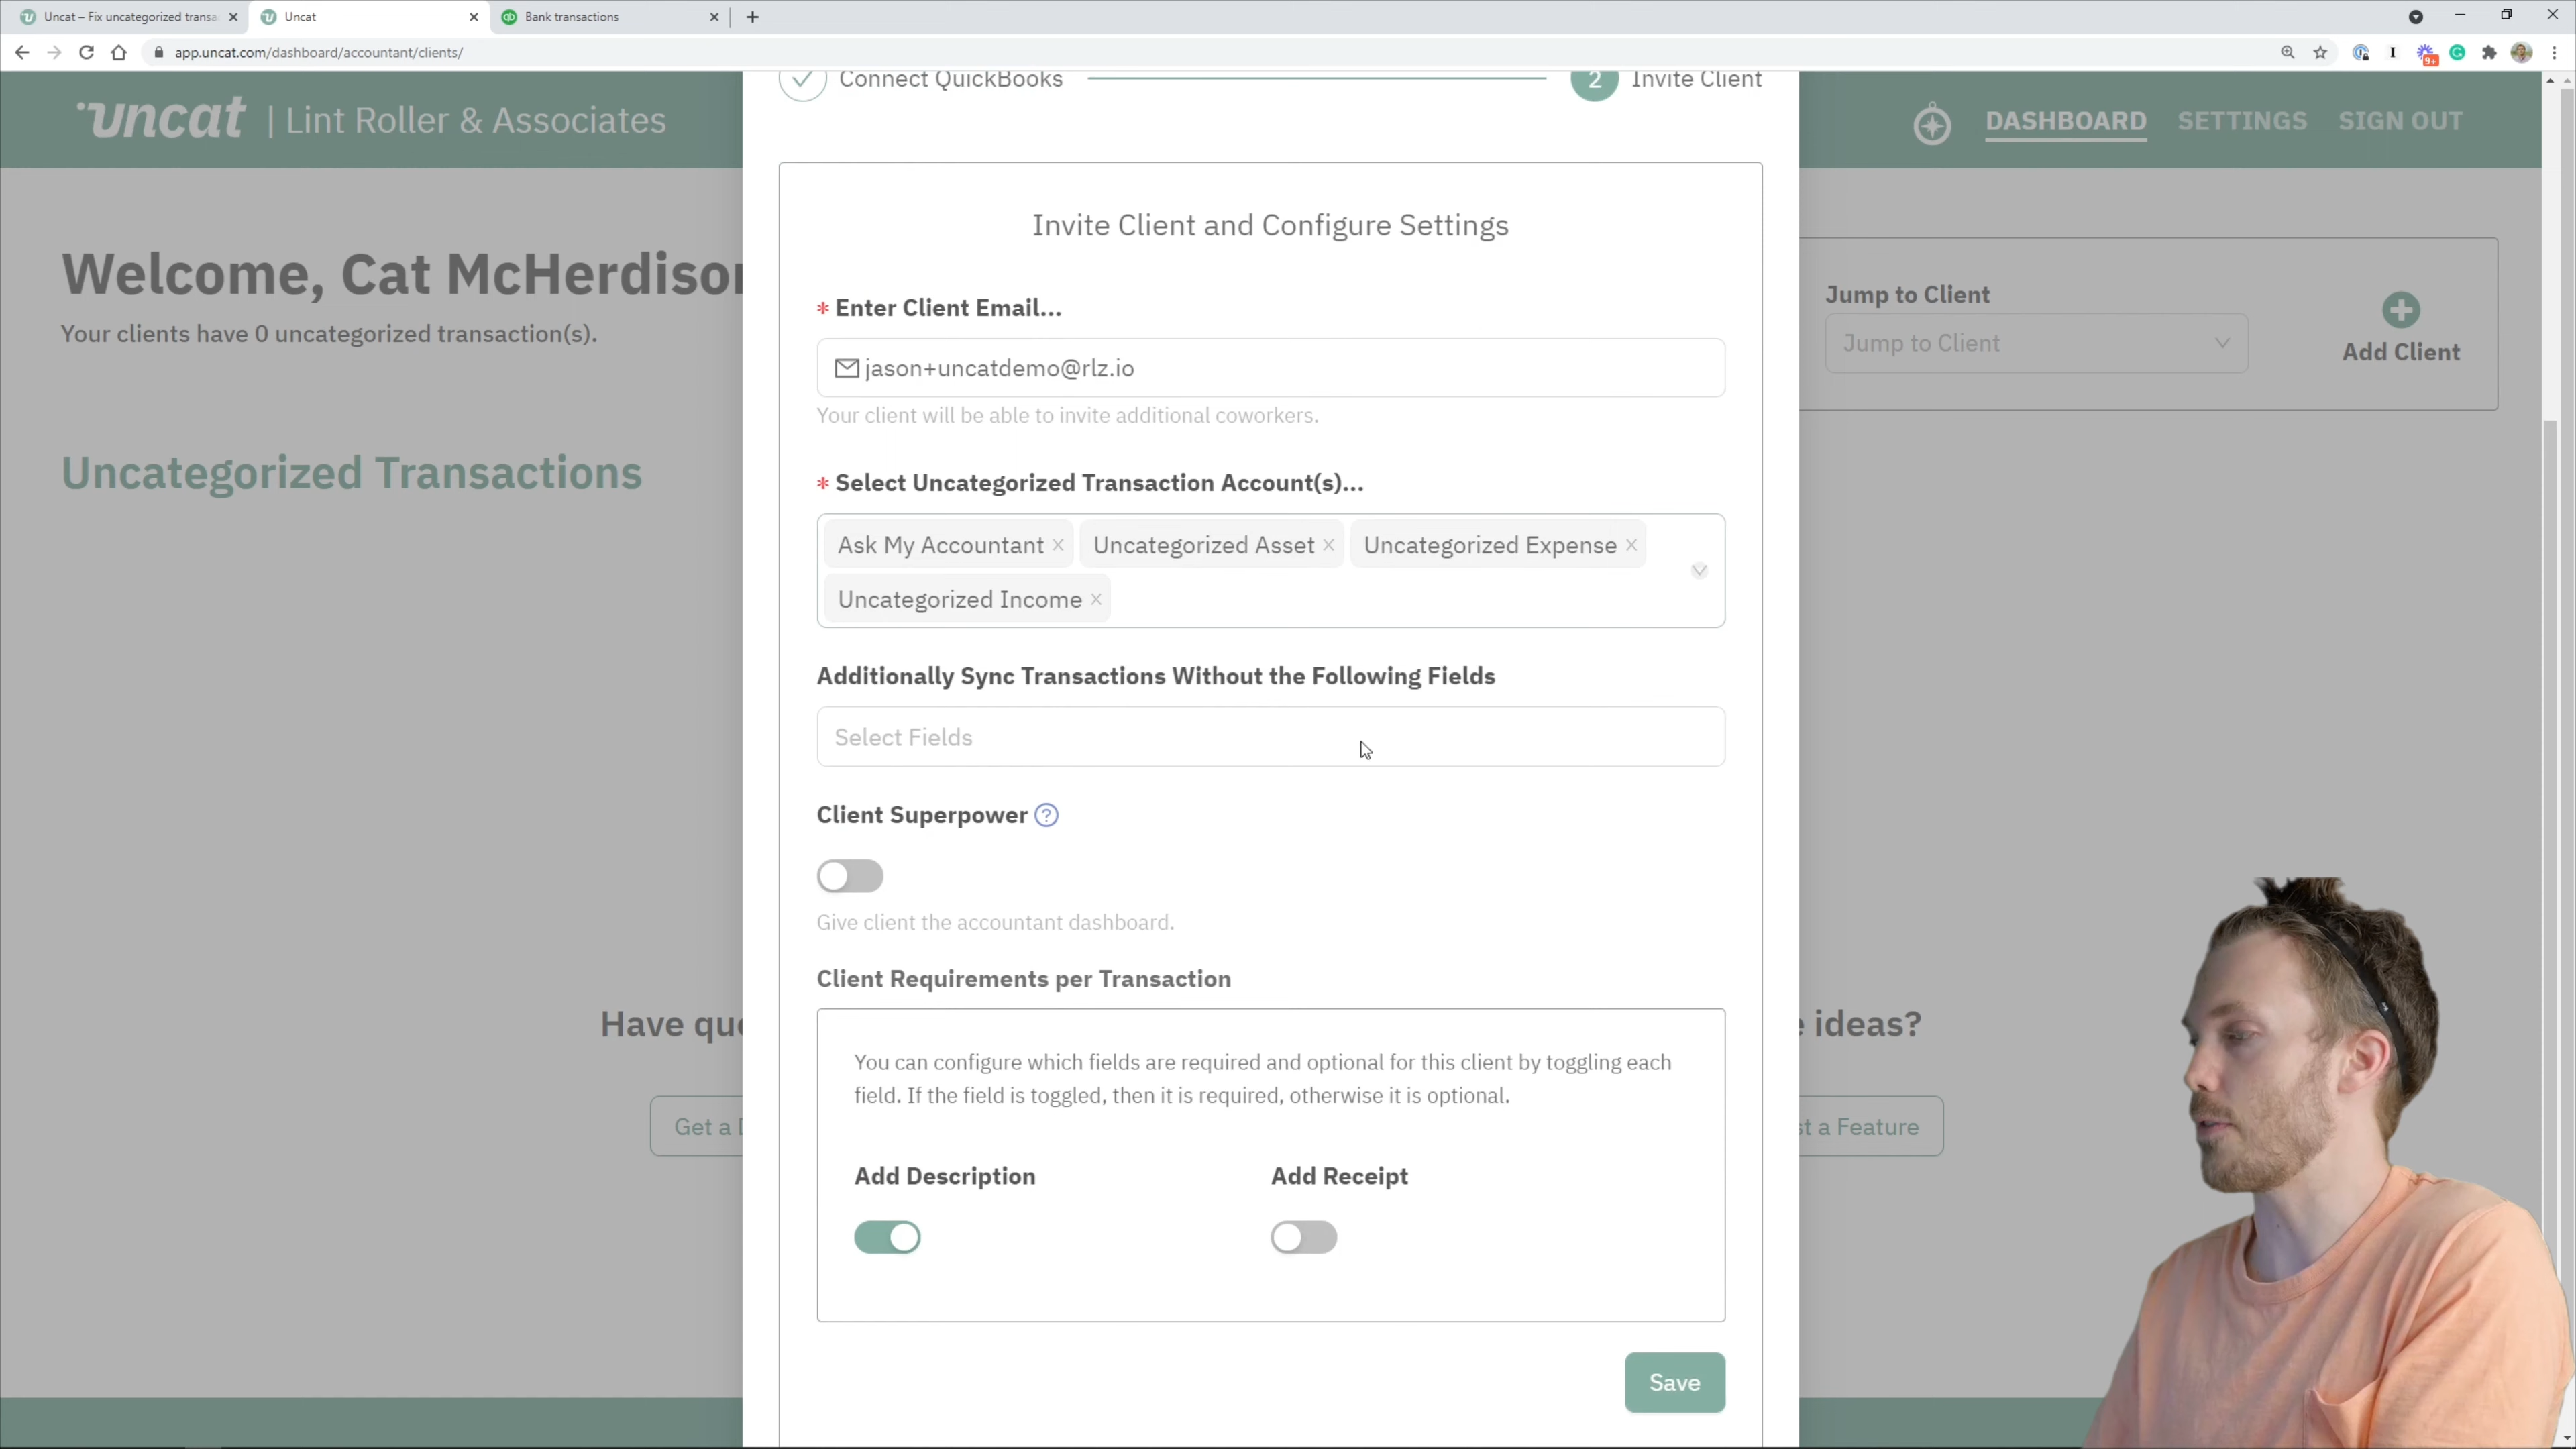 Uncat – Fix uncategorized transa
Uncat
Bank transactions
app.uncat.com/dashboard/accountant/clients/
9+
Connect QuickBooks
2
Invite Client
uncat | Lint Roller & Associates
DASHBOARD
SETTINGS
SIGN OUT
Invite Client and Configure Settings
Welcome, Cat McHerdison
Your clients have 0 uncategorized transaction(s).
Jump to Client
Jump to Client
Add Client
* Enter Client Email...
jason+uncatdemo@rlz.io
Your client will be able to invite additional coworkers.
Uncategorized Transactions
* Select Uncategorized Transaction Account(s)...
Ask My Accountant
Uncategorized Asset
Uncategorized Expense
Uncategorized Income
Additionally Sync Transactions Without the Following Fields
Select Fields
Client Superpower ?
Give client the accountant dashboard.
Client Requirements per Transaction
You can configure which fields are required and optional for this client by toggling each
field. If the field is toggled, then it is required, otherwise it is optional.
Add Description
Add Receipt
Save
Have que
e ideas?
Get a D
st a Feature